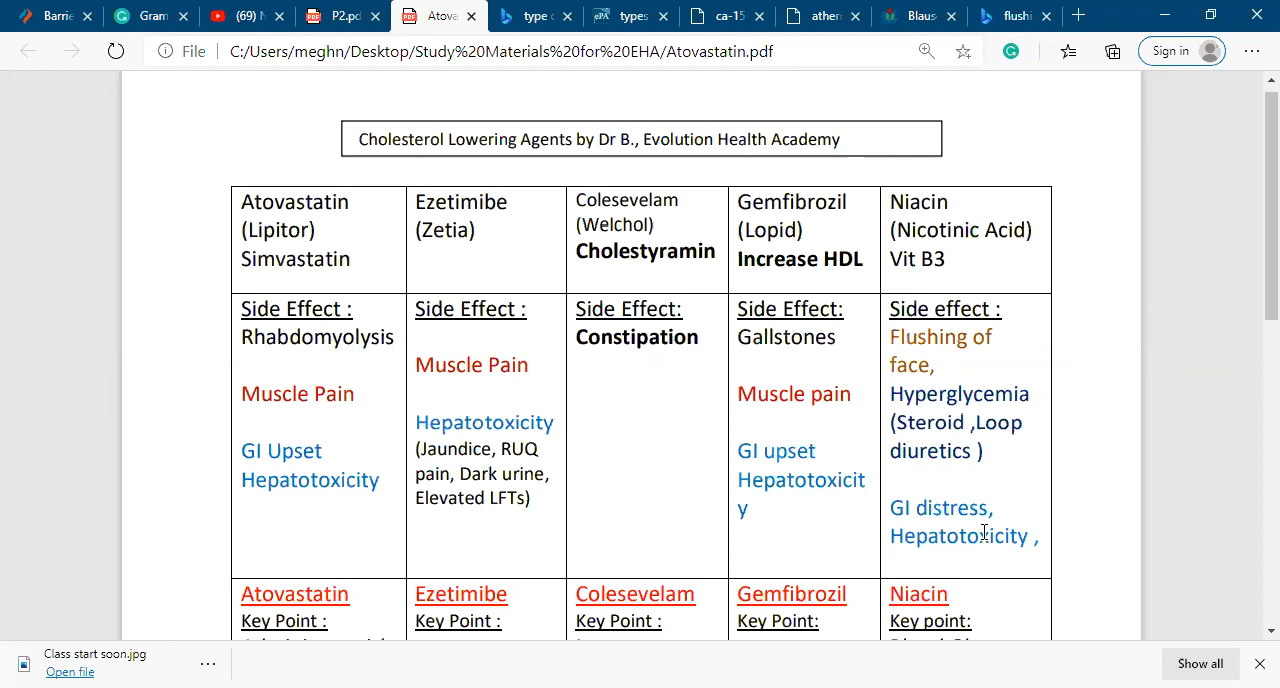 Barrie
Gram
(69) N
P2.pd
Atova
type c
types
ca-15
ather
Blaus
flushi
File
C:/Users/meghn/Desktop/Study%20Materials%20for%20EHA/Atovastatin.pdf
Sign in
Cholesterol Lowering Agents by Dr B., Evolution Health Academy
Atovastatin
(Lipitor)
Simvastatin
Ezetimibe
(Zetia)
Colesevelam
(Welchol)
Cholestyramin
Gemfibrozil
(Lopid)
Increase HDL
Niacin
(Nicotinic Acid)
Vit B3
Side Effect :
Rhabdomyolysis
Muscle Pain
GI Upset
Hepatotoxicity
Side Effect :
Muscle Pain
Hepatotoxicity
(Jaundice, RUQ
pain, Dark urine,
Elevated LFTs)
Side Effect:
Constipation
Side Effect:
Gallstones
Muscle pain
GI upset
Hepatotoxicit
y
Side effect :
Flushing of
face,
Hyperglycemia
(Steroid ,Loop
diuretics )
GI distress,
Hepatotoxicity ,
Atovastatin
Key Point :
Ezetimibe
Key Point :
Colesevelam
Key Point :
Gemfibrozil
Key Point:
Niacin
Key point:
Class start soon.jpg
Open file
Show all